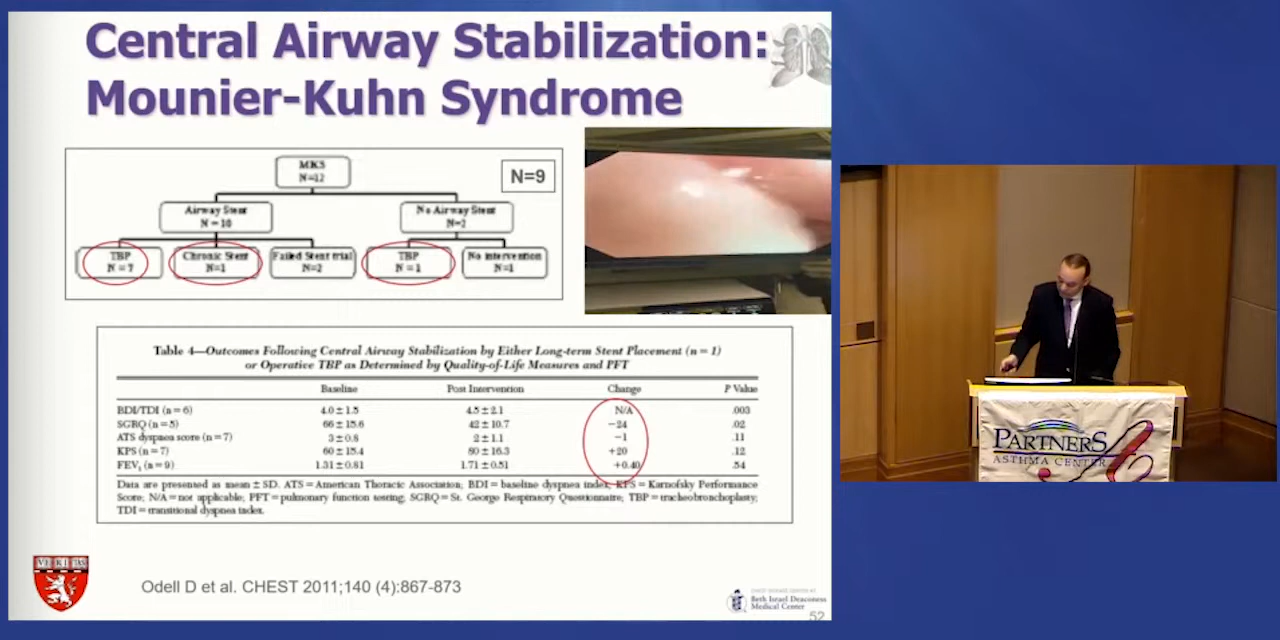 Central Airway Stabilization:
Mounier-Kuhn Syndrome
MKS
N=12
N=9
Airway Stent
N=10
No Airway Stent
N=2
TBP
N=7
Chronic Stent
N=1
Failed Stent trial
N=2
TBP
N=1
No intervention
N=1
Table 4—Outcomes Following Central Airway Stabilization by Either Long-term Stent Placement (n = 1)
or Operative TBP as Determined by Quality-of-Life Measures and PFT
Baseline Post Intervention Change P Value
BDI/TDI (n = 6) 4.0 ± 1.5 4.5 ± 2.1 N/A .003
SGRQ (n = 5) 66 ± 15.6 42 ± 10.7 −24 .02
ATS dyspnea score (n = 7) 3 ± 0.8 2 ± 1.1 −1 .11
KPS (n = 7) 60 ± 15.4 80 ± 16.3 +20 .12
FEV1 (n = 9) 1.31 ± 0.81 1.71 ± 0.51 +0.40 .54
Data are presented as mean ± SD. ATS = American Thoracic Association; BDI = baseline dyspnea index; KPS = Karnofsky Performance
Score; N/A = not applicable; PFT = pulmonary function testing; SGRQ = St. George Respiratory Questionnaire; TBP = tracheobronchoplasty;
TDI = transitional dyspnea index.
VE RI TAS
Odell D et al. CHEST 2011;140 (4):867-873
Beth Israel Deaconess
Medical Center
52
PARTNERS
ASTHMA CENTER